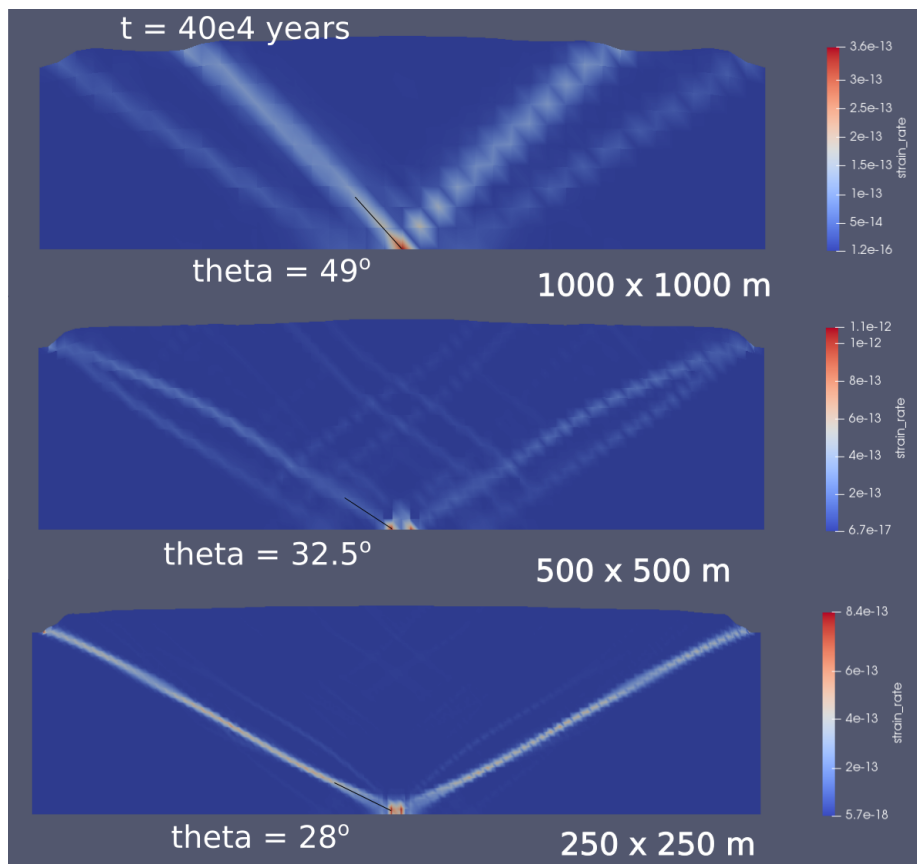 t = 40e4 years
3.6e-13
3e-13
2.5e-13
2e-13
1.5e-13
1e-13
5e-14
1.2e-16
strain_rate
theta = 49º
1000 x 1000 m
1.1e-12
1e-12
8e-13
6e-13
4e-13
2e-13
6.7e-17
strain_rate
theta = 32.5º
500 x 500 m
8.4e-13
6e-13
4e-13
2e-13
5.7e-18
strain_rate
theta = 28º
250 x 250 m